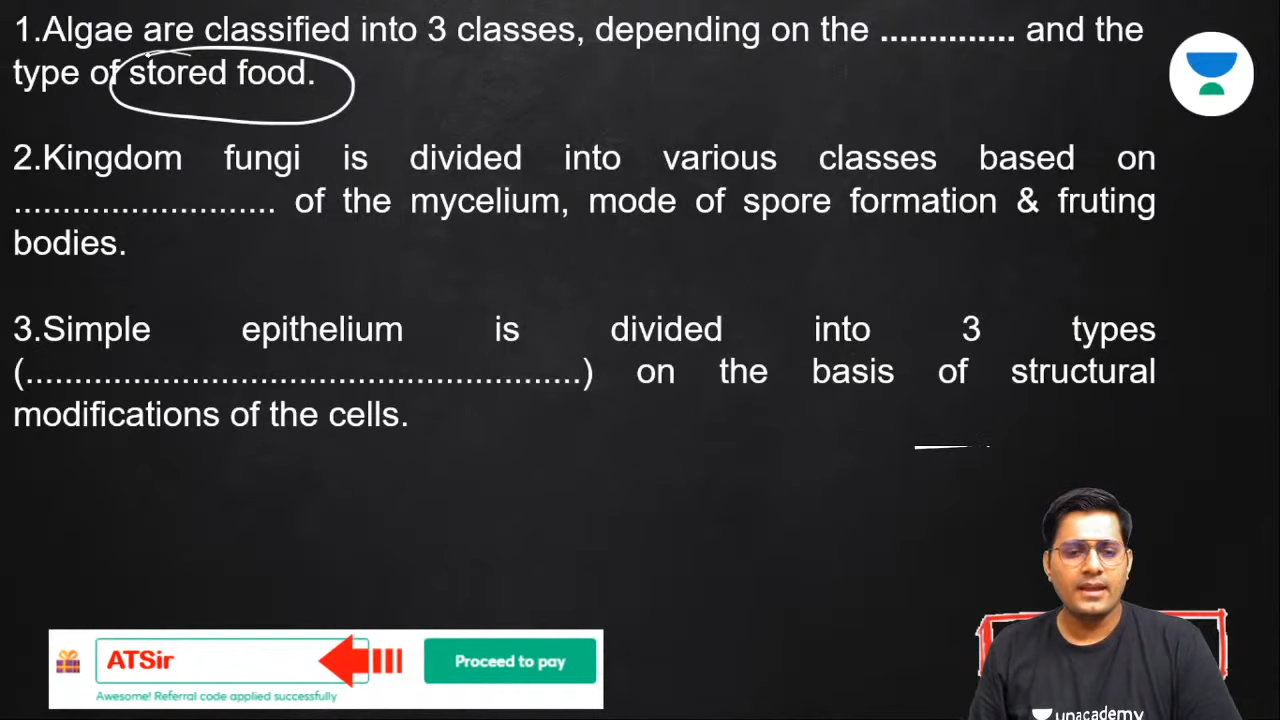 1.Algae are classified into 3 classes, depending on the .............. and the
type of stored food.
2.Kingdom fungi is divided into various classes based on
........................... of the mycelium, mode of spore formation & fruting
bodies.
3.Simple epithelium is divided into 3 types
(.........................................................) on the basis of structural
modifications of the cells.
ATSir
Proceed to pay
Awesome! Referral code applied successfully
unacademy